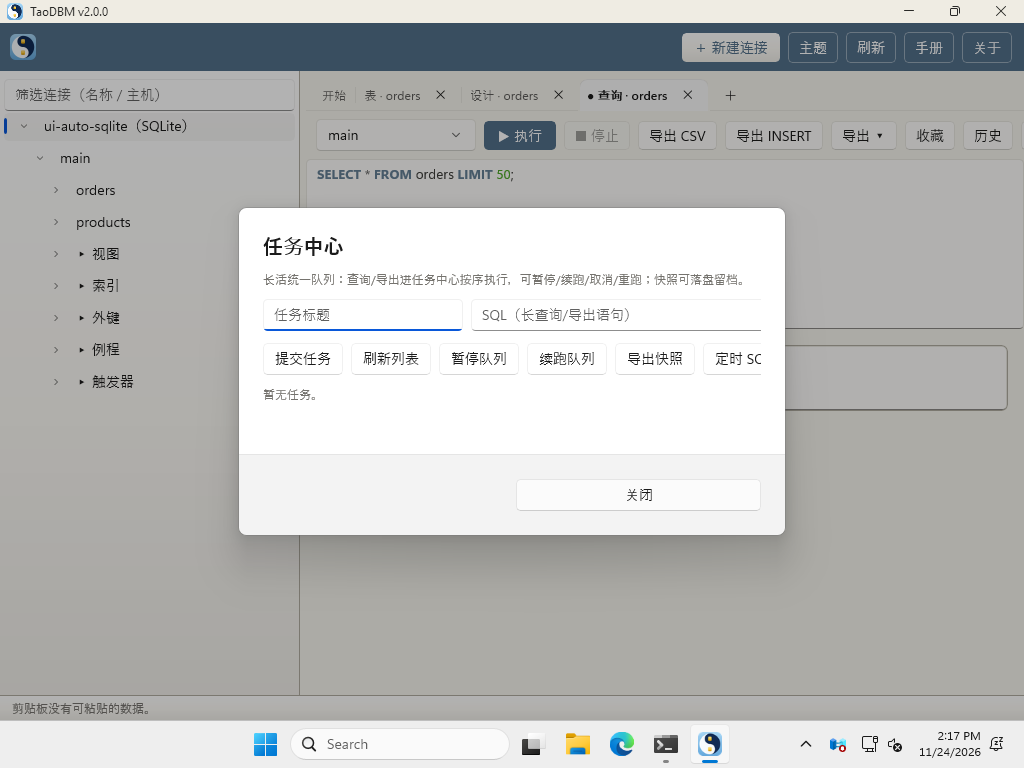 TaoDBM v2.0.0
+ 新建连接
主题
刷新
手册
关于
筛选连接（名称 / 主机）
开始
表 · orders
设计 · orders
● 查询 · orders
ui-auto-sqlite（SQLite）
main
orders
products
视图
索引
外键
例程
触发器
main
执行
停止
导出 CSV
导出 INSERT
导出
收藏
历史
SELECT * FROM orders LIMIT 50;
任务中心
长活统一队列：查询/导出进任务中心按序执行，可暂停/续跑/取消/重跑；快照可落盘留档。
任务标题
SQL（长查询/导出语句）
提交任务
刷新列表
暂停队列
续跑队列
导出快照
定时 SC
暂无任务。
关闭
剪贴板没有可粘贴的数据。
Search
2:17 PM
11/24/2026